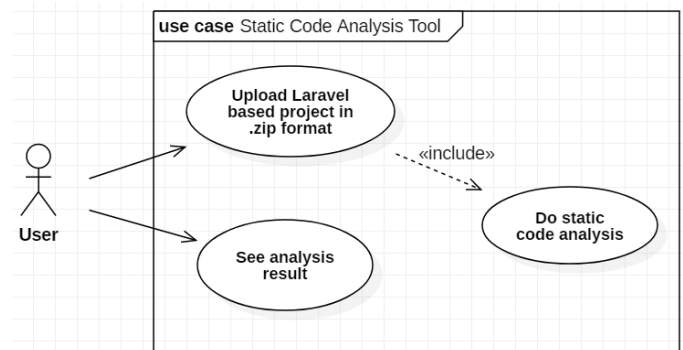 use case Static Code Analysis Tool
Upload Laravel
based project in
.zip format
«include»
Do static
code analysis
User
See analysis
result